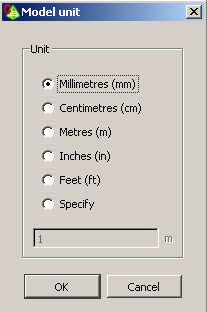 Model unit
Unit
Millimetres (mm)
Centimetres (cm)
Metres (m)
Inches (in)
Feet (ft)
Specify
1 m
OK Cancel